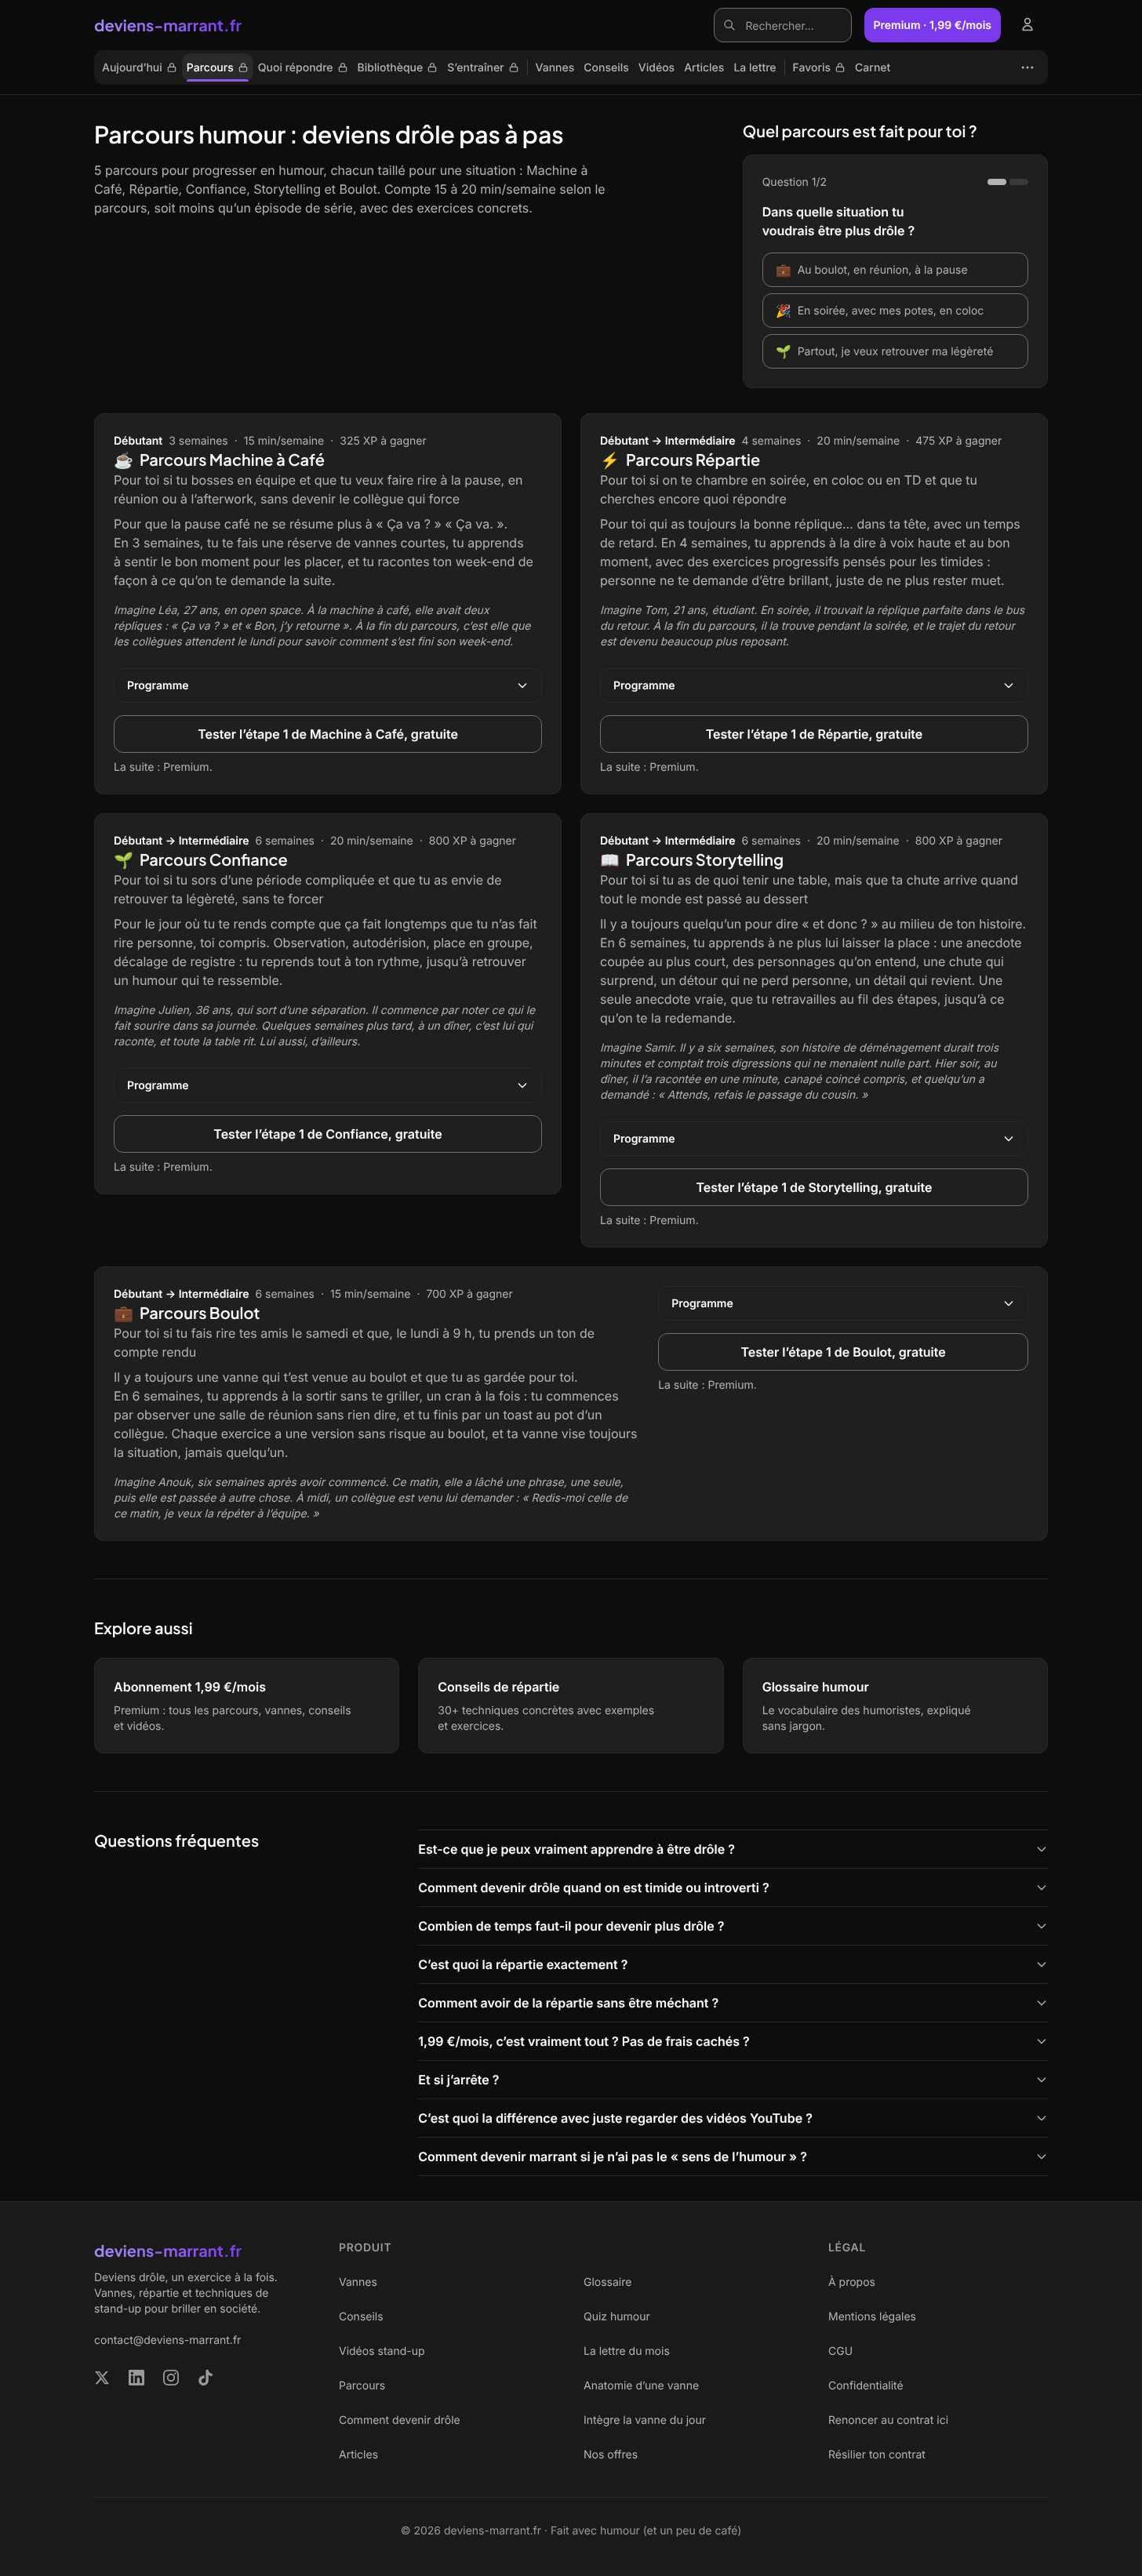 deviens-marrant.fr
Rechercher...
Premium · 1,99 €/mois
Aujourd’hui
Parcours
Quoi répondre
Bibliothèque
S’entraîner
Vannes
Conseils
Vidéos
Articles
La lettre
Favoris
Carnet
Parcours humour : deviens drôle pas à pas
5 parcours pour progresser en humour, chacun taillé pour une situation : Machine à
Café, Répartie, Confiance, Storytelling et Boulot. Compte 15 à 20 min/semaine selon le
parcours, soit moins qu’un épisode de série, avec des exercices concrets.
Quel parcours est fait pour toi ?
Question 1/2
Dans quelle situation tu
voudrais être plus drôle ?
Au boulot, en réunion, à la pause
En soirée, avec mes potes, en coloc
Partout, je veux retrouver ma légèreté
Débutant 3 semaines · 15 min/semaine · 325 XP à gagner
Parcours Machine à Café
Pour toi si tu bosses en équipe et que tu veux faire rire à la pause, en
réunion ou à l’afterwork, sans devenir le collègue qui force
Pour que la pause café ne se résume plus à « Ça va ? » « Ça va. ».
En 3 semaines, tu te fais une réserve de vannes courtes, tu apprends
à sentir le bon moment pour les placer, et tu racontes ton week-end de
façon à ce qu’on te demande la suite.
Imagine Léa, 27 ans, en open space. À la machine à café, elle avait deux
répliques : « Ça va ? » et « Bon, j’y retourne ». À la fin du parcours, c’est elle que
les collègues attendent le lundi pour savoir comment s’est fini son week-end.
Programme
Tester l’étape 1 de Machine à Café, gratuite
La suite : Premium.
Débutant → Intermédiaire 4 semaines · 20 min/semaine · 475 XP à gagner
Parcours Répartie
Pour toi si on te chambre en soirée, en coloc ou en TD et que tu
cherches encore quoi répondre
Pour toi qui as toujours la bonne réplique… dans ta tête, avec un temps
de retard. En 4 semaines, tu apprends à la dire à voix haute et au bon
moment, avec des exercices progressifs pensés pour les timides :
personne ne te demande d’être brillant, juste de ne plus rester muet.
Imagine Tom, 21 ans, étudiant. En soirée, il trouvait la réplique parfaite dans le bus
du retour. À la fin du parcours, il la trouve pendant la soirée, et le trajet du retour
est devenu beaucoup plus reposant.
Programme
Tester l’étape 1 de Répartie, gratuite
La suite : Premium.
Débutant → Intermédiaire 6 semaines · 20 min/semaine · 800 XP à gagner
Parcours Confiance
Pour toi si tu sors d’une période compliquée et que tu as envie de
retrouver ta légèreté, sans te forcer
Pour le jour où tu te rends compte que ça fait longtemps que tu n’as fait
rire personne, toi compris. Observation, autodérision, place en groupe,
décalage de registre : tu reprends tout à ton rythme, jusqu’à retrouver
un humour qui te ressemble.
Imagine Julien, 36 ans, qui sort d’une séparation. Il commence par noter ce qui le
fait sourire dans sa journée. Quelques semaines plus tard, à un dîner, c’est lui qui
raconte, et toute la table rit. Lui aussi, d’ailleurs.
Programme
Tester l’étape 1 de Confiance, gratuite
La suite : Premium.
Débutant → Intermédiaire 6 semaines · 20 min/semaine · 800 XP à gagner
Parcours Storytelling
Pour toi si tu as de quoi tenir une table, mais que ta chute arrive quand
tout le monde est passé au dessert
Il y a toujours quelqu’un pour dire « et donc ? » au milieu de ton histoire.
En 6 semaines, tu apprends à ne plus lui laisser la place : une anecdote
coupée au plus court, des personnages qu’on entend, une chute qui
surprend, un détour qui ne perd personne, un détail qui revient. Une
seule anecdote vraie, que tu retravailles au fil des étapes, jusqu’à ce
qu’on te la redemande.
Imagine Samir. Il y a six semaines, son histoire de déménagement durait trois
minutes et comptait trois digressions qui ne menaient nulle part. Hier soir, au
dîner, il l’a racontée en une minute, canapé coincé compris, et quelqu’un a
demandé : « Attends, refais le passage du cousin. »
Programme
Tester l’étape 1 de Storytelling, gratuite
La suite : Premium.
Débutant → Intermédiaire 6 semaines · 15 min/semaine · 700 XP à gagner
Parcours Boulot
Pour toi si tu fais rire tes amis le samedi et que, le lundi à 9 h, tu prends un ton de
compte rendu
Il y a toujours une vanne qui t’est venue au boulot et que tu as gardée pour toi.
En 6 semaines, tu apprends à la sortir sans te griller, un cran à la fois : tu commences
par observer une salle de réunion sans rien dire, et tu finis par un toast au pot d’un
collègue. Chaque exercice a une version sans risque au boulot, et ta vanne vise toujours
la situation, jamais quelqu’un.
Imagine Anouk, six semaines après avoir commencé. Ce matin, elle a lâché une phrase, une seule,
puis elle est passée à autre chose. À midi, un collègue est venu lui demander : « Redis-moi celle de
ce matin, je veux la répéter à l’équipe. »
Programme
Tester l’étape 1 de Boulot, gratuite
La suite : Premium.
Explore aussi
Abonnement 1,99 €/mois
Premium : tous les parcours, vannes, conseils
et vidéos.
Conseils de répartie
30+ techniques concrètes avec exemples
et exercices.
Glossaire humour
Le vocabulaire des humoristes, expliqué
sans jargon.
Questions fréquentes
Est-ce que je peux vraiment apprendre à être drôle ?
Comment devenir drôle quand on est timide ou introverti ?
Combien de temps faut-il pour devenir plus drôle ?
C’est quoi la répartie exactement ?
Comment avoir de la répartie sans être méchant ?
1,99 €/mois, c’est vraiment tout ? Pas de frais cachés ?
Et si j’arrête ?
C’est quoi la différence avec juste regarder des vidéos YouTube ?
Comment devenir marrant si je n’ai pas le « sens de l’humour » ?
deviens-marrant.fr
Deviens drôle, un exercice à la fois.
Vannes, répartie et techniques de
stand-up pour briller en société.
contact@deviens-marrant.fr
PRODUIT
Vannes
Conseils
Vidéos stand-up
Parcours
Comment devenir drôle
Articles
Glossaire
Quiz humour
La lettre du mois
Anatomie d’une vanne
Intègre la vanne du jour
Nos offres
LÉGAL
À propos
Mentions légales
CGU
Confidentialité
Renoncer au contrat ici
Résilier ton contrat
© 2026 deviens-marrant.fr · Fait avec humour (et un peu de café)